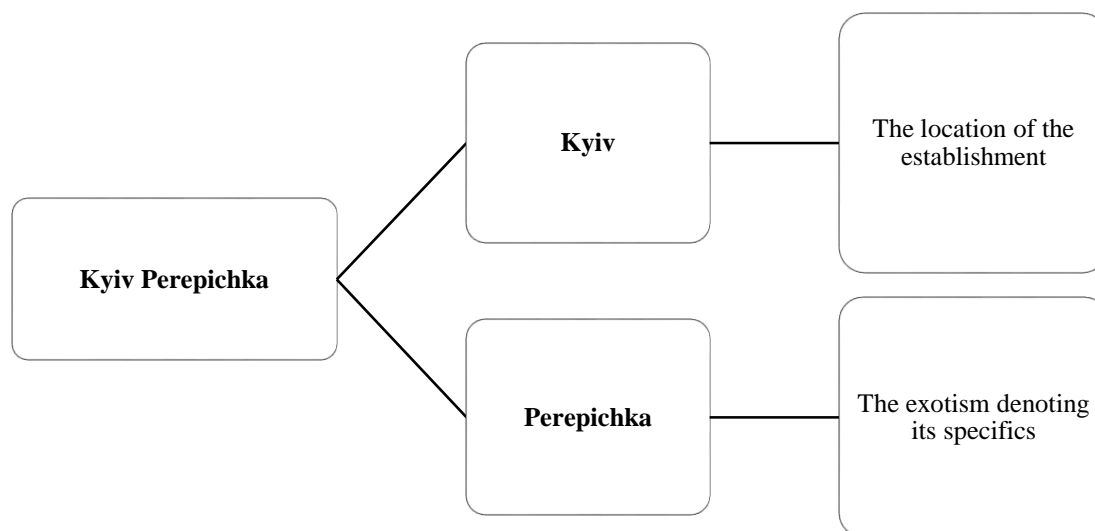 Kyiv Perepichka
Kyiv
The location of the
establishment
Perepichka
The exotism denoting
its specifics